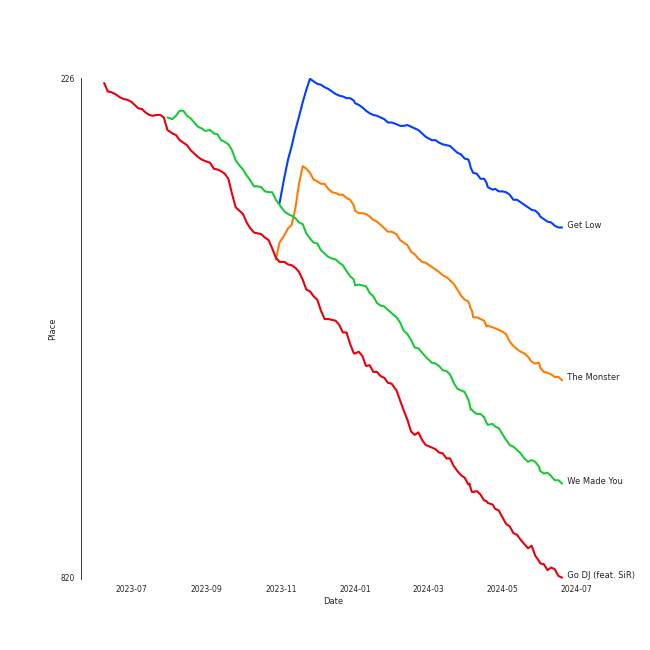 226
Get Low
Place
The Monster
We Made You
Go DJ (feat. SiR)
820
2023-07 2023-09 2023-11 2024-01 2024-03 2024-05 2024-07
Date